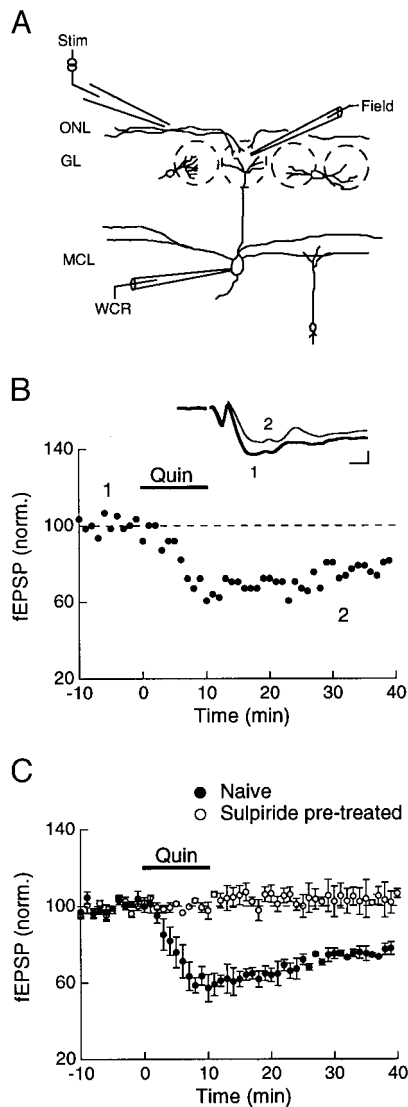 A
Stim
Field
ONL
GL
MCL
WCR
B
2
1
140
Quin
1
100
fEPSP (norm.)
60
2
20
-10 0 10 20 30 40
Time (min)
C
Naive
Sulpiride pre-treated
140
Quin
100
fEPSP (norm.)
60
20
-10 0 10 20 30 40
Time (min)